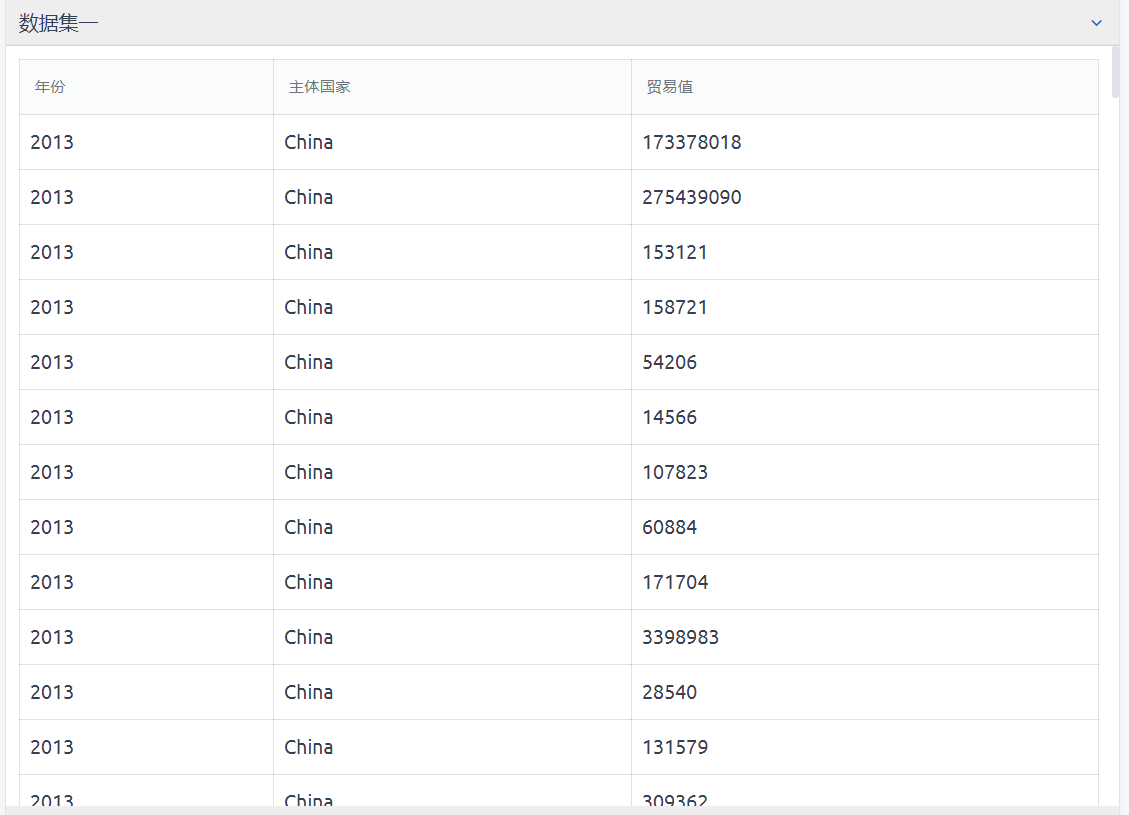 数据集一
年份 主体国家 贸易值
2013 China 173378018
2013 China 275439090
2013 China 153121
2013 China 158721
2013 China 54206
2013 China 14566
2013 China 107823
2013 China 60884
2013 China 171704
2013 China 3398983
2013 China 28540
2013 China 131579
2013 China 309362